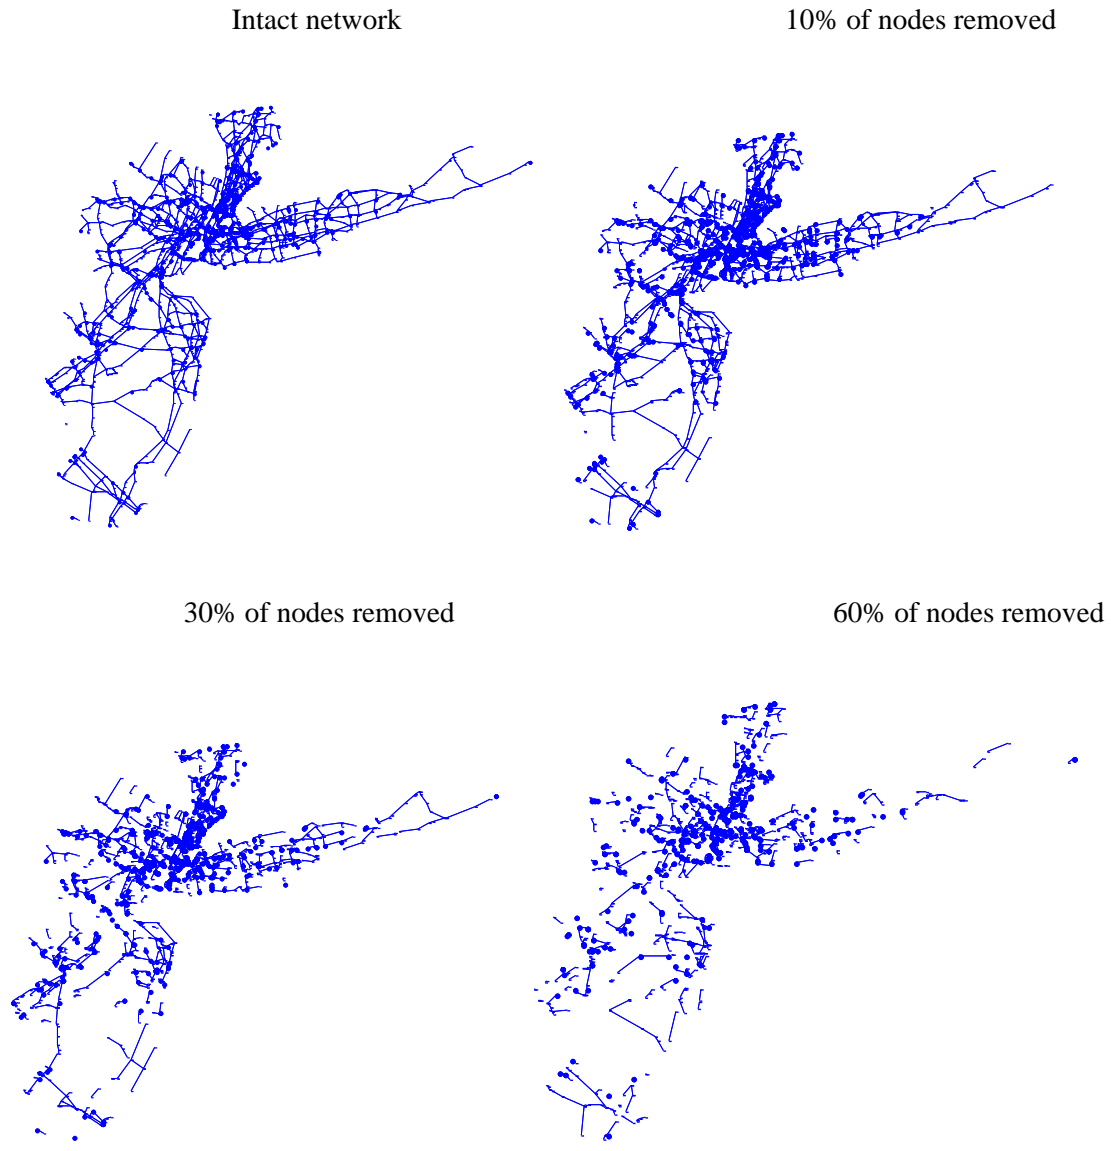 Intact network
10% of nodes removed
30% of nodes removed
60% of nodes removed